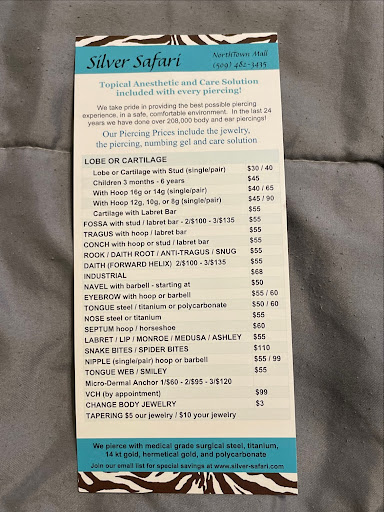 Silver Safari NorthTown Mall
(509) 482-3435
Topical Anesthetic and Care Solution
included with every piercing!
We take pride in providing the best possible piercing
experience, in a safe, comfortable environment. In the last 24
years we have done over 208,000 body and ear piercings!
Our Piercing Prices include the jewelry,
the piercing, numbing gel and care solution
LOBE OR CARTILAGE
Lobe or Cartilage with Stud (single/pair) $30 / 40
Children 3 months - 6 years $45
With Hoop 16g or 14g (single/pair) $40 / 65
With Hoop 12g, 10g, or 8g (single/pair) $45 / 90
Cartilage with Labret Bar $55
FOSSA with stud / labret bar - 2/$100 - 3/$135 $55
TRAGUS with hoop / labret bar $55
CONCH with hoop or stud / labret bar $55
ROOK / DAITH ROOT / ANTI-TRAGUS / SNUG $55
DAITH (FORWARD HELIX) 2/$100 - 3/$135 $55
INDUSTRIAL $68
NAVEL with barbell - starting at $50
EYEBROW with hoop or barbell $55 / 60
TONGUE steel / titanium or polycarbonate $50 / 60
NOSE steel or titanium $55
SEPTUM hoop / horseshoe $60
LABRET / LIP / MONROE / MEDUSA / ASHLEY $55
SNAKE BITES / SPIDER BITES $110
NIPPLE (single/pair) hoop or barbell $55 / 99
TONGUE WEB / SMILEY $55
Micro-Dermal Anchor 1/$60 - 2/$95 - 3/$120
VCH (by appointment) $99
CHANGE BODY JEWELRY $3
TAPERING $5 our jewelry / $10 your jewelry
We pierce with medical grade surgical steel, titanium,
14 kt gold, hermetical gold, and polycarbonate
Join our email list for special savings at www.silver-safari.com